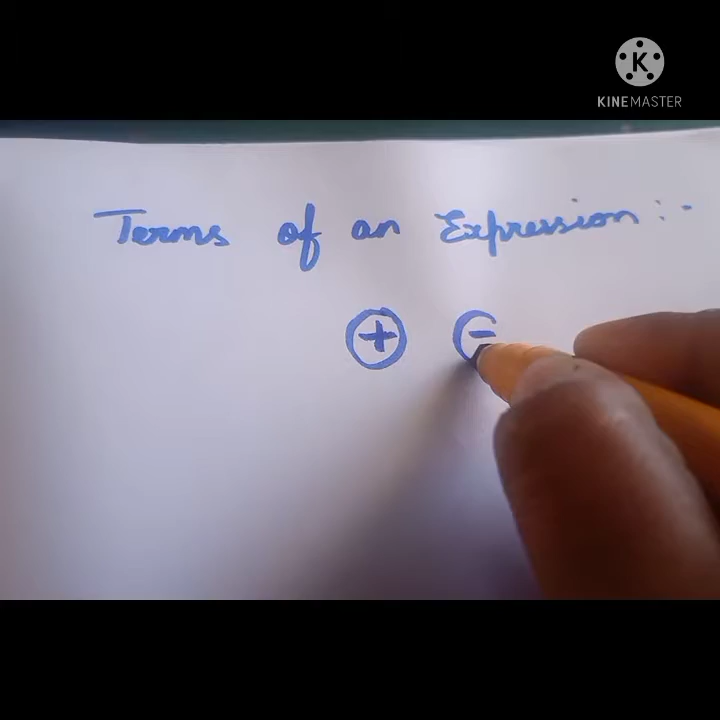 K
KINEMASTER
Terms of an Expression :-
+ -